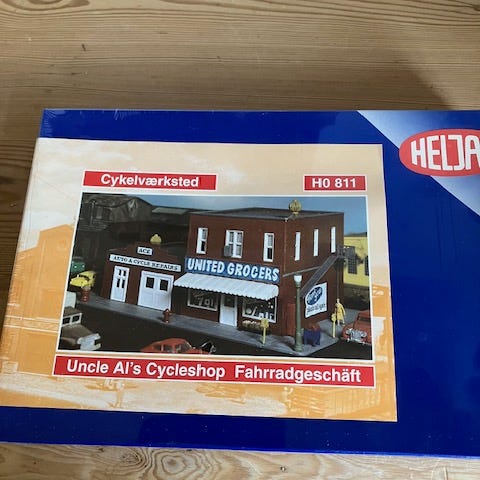 HELJA
Cykelværksted
H0 811
ACE
AUTO & CYCLE REPAIRS
UNITED GROCERS
Uncle Al's Cycleshop Fahrradgeschäft